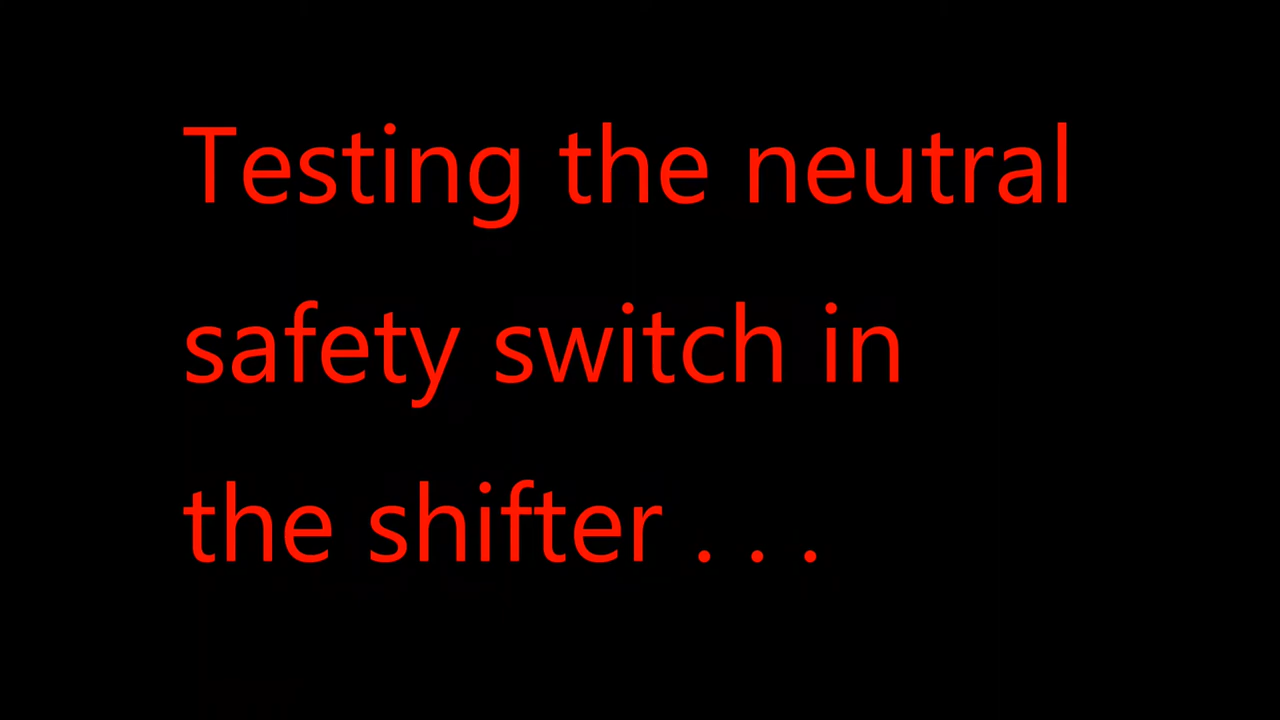 Testing the neutral
safety switch in
the shifter . . .